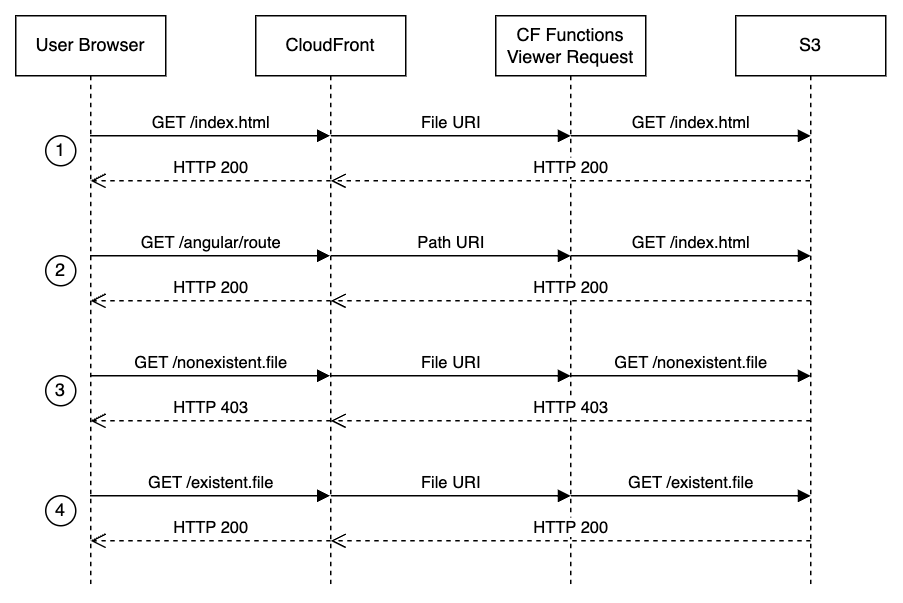 User Browser
CloudFront
CF Functions
Viewer Request
S3
1
GET /index.html
File URI
GET /index.html
HTTP 200
HTTP 200
2
GET /angular/route
Path URI
GET /index.html
HTTP 200
HTTP 200
3
GET /nonexistent.file
File URI
GET /nonexistent.file
HTTP 403
HTTP 403
4
GET /existent.file
File URI
GET /existent.file
HTTP 200
HTTP 200